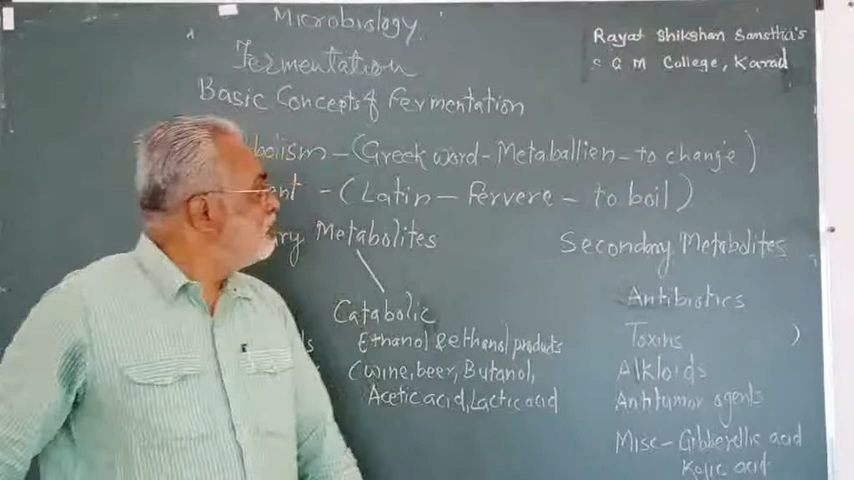 Microbiology
Rayat Shikshan Sanstha's
S G M College, Karad
Fermentation
Basic Concepts of Fermentation
bolism - (Greek word - Metaballien - to change)
ant - (Latin - fervere - to boil)
ry Metabolites
Secondary Metabolites
Catabolic
Antibiotics
Ethanol & ethanol products
Toxins
(wine, beer, Butanol,
Alkloids
Acetic acid, Lactic acid
Antitumor agents
Misc - Gibberellic acid
Kojic acid